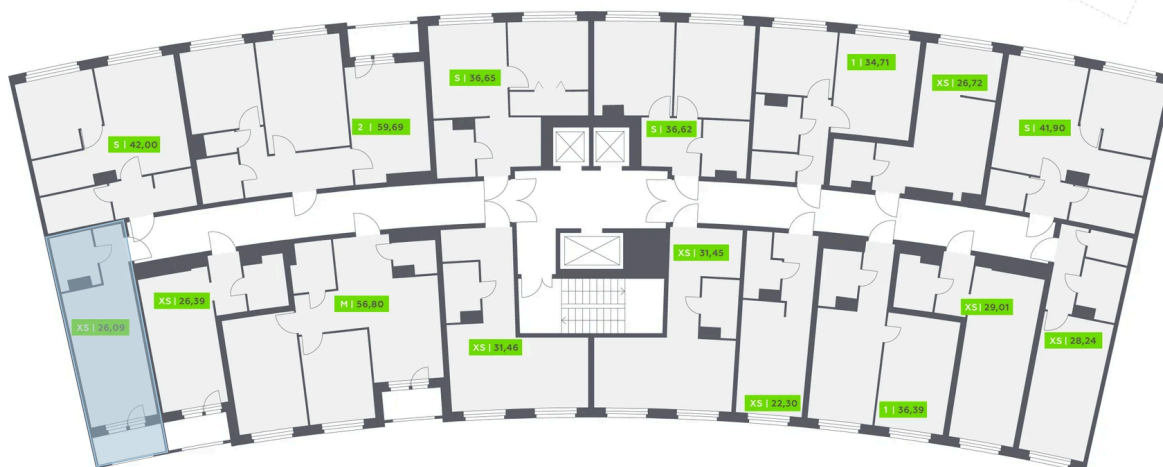 S | 36,65
1 | 34,71
XS | 26,72
2 | 59,69
S | 36,62
S | 41,90
S | 42,00
XS | 31,45
XS | 26,39
M | 56,80
XS | 29,01
XS | 26,09
XS | 31,46
XS | 28,24
XS | 22,30
1 | 36,39